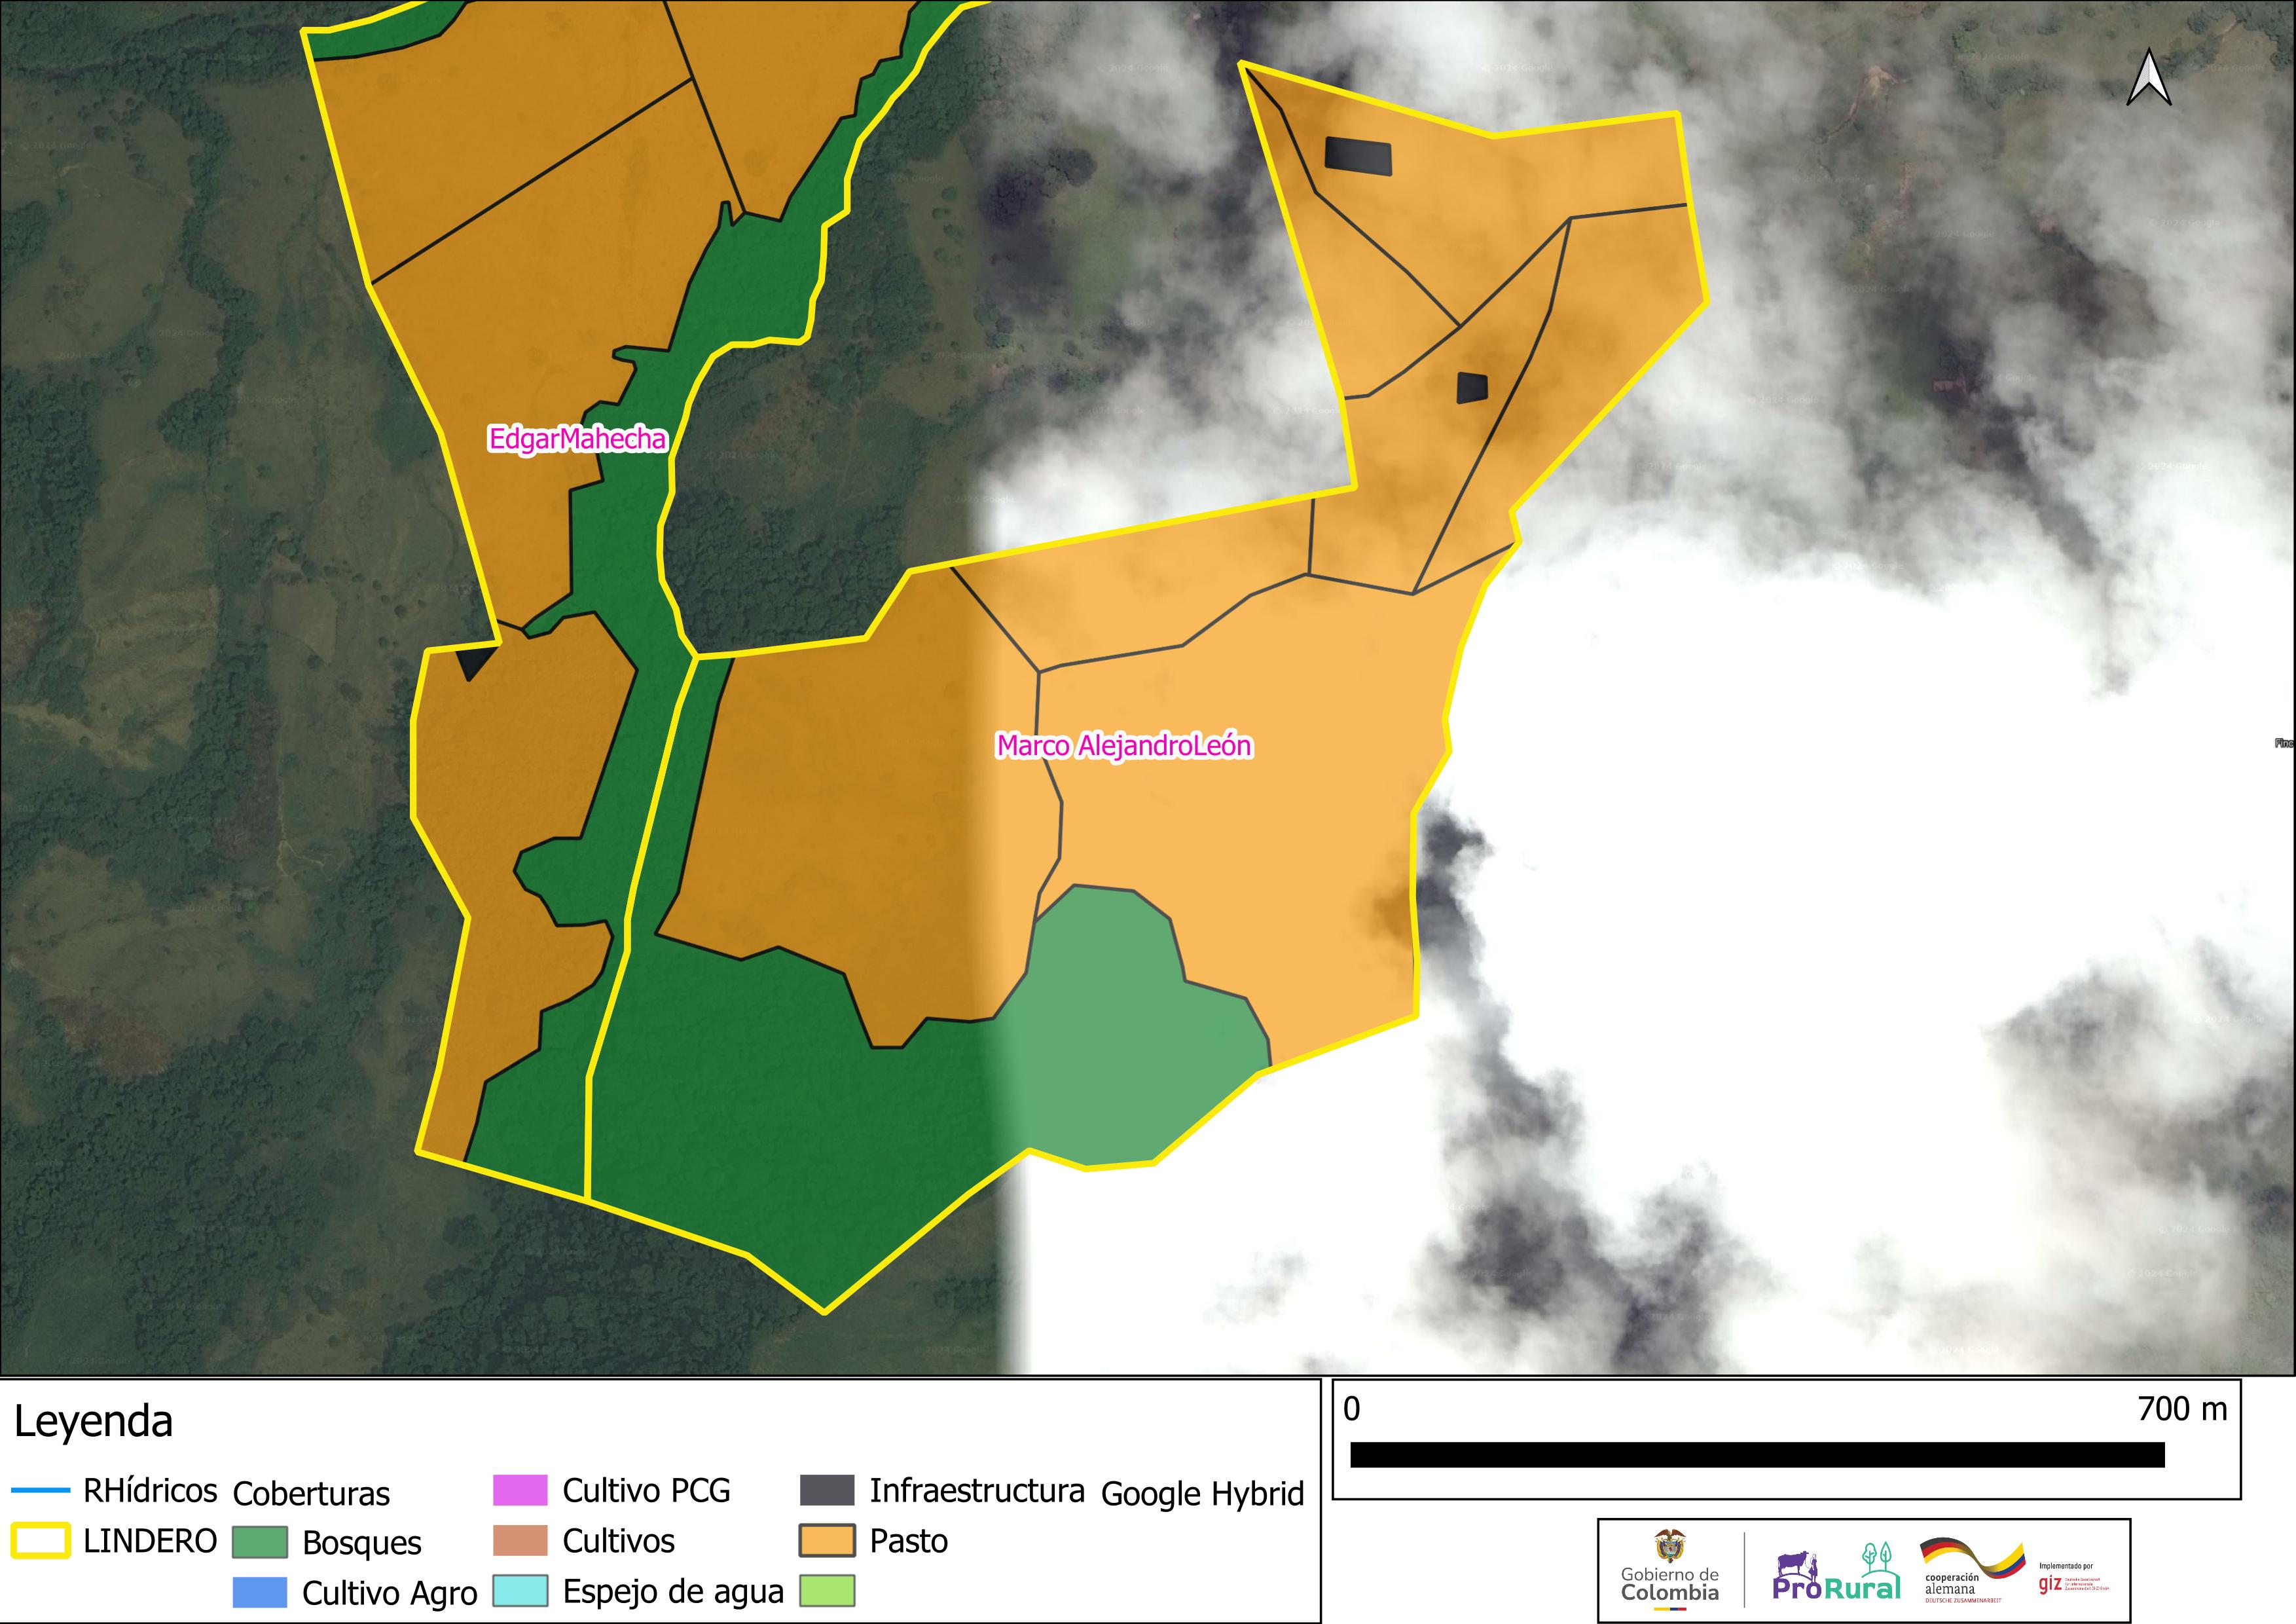 EdgarMahecha
Marco AlejandroLeón
Finc
Leyenda
RHídricos
LINDERO
Coberturas
Bosques
Cultivo Agro
Cultivo PCG
Cultivos
Espejo de agua
Infraestructura
Pasto
Google Hybrid
0 700 m
Gobierno de
Colombia
ProRural
cooperación
alemana
DEUTSCHE ZUSAMMENARBEIT
Implementado por
giz